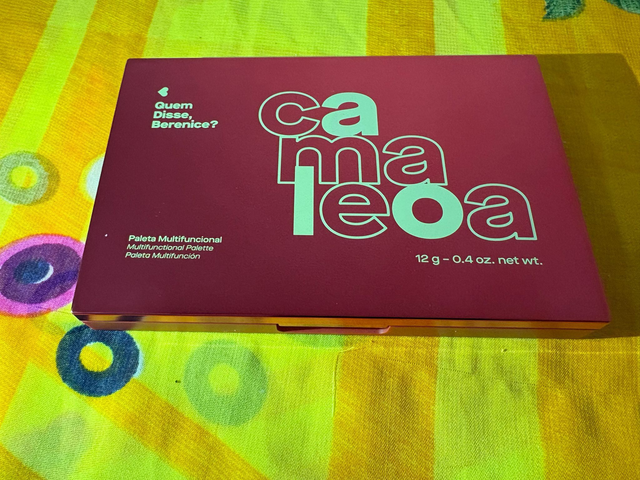 Quem
Disse,
Berenice?
ca
ma
leoa
Paleta Multifuncional
Multifunctional Palette
Paleta Multifunción
12 g - 0.4 oz. net wt.